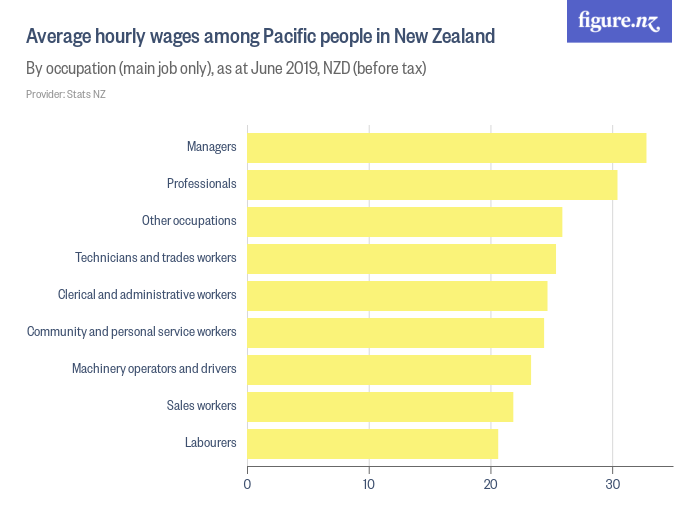 figure.nz
Average hourly wages among Pacific people in New Zealand
By occupation (main job only), as at June 2019, NZD (before tax)
Provider: Stats NZ
Managers
Professionals
Other occupations
Technicians and trades workers
Clerical and administrative workers
Community and personal service workers
Machinery operators and drivers
Sales workers
Labourers
0 10 20 30